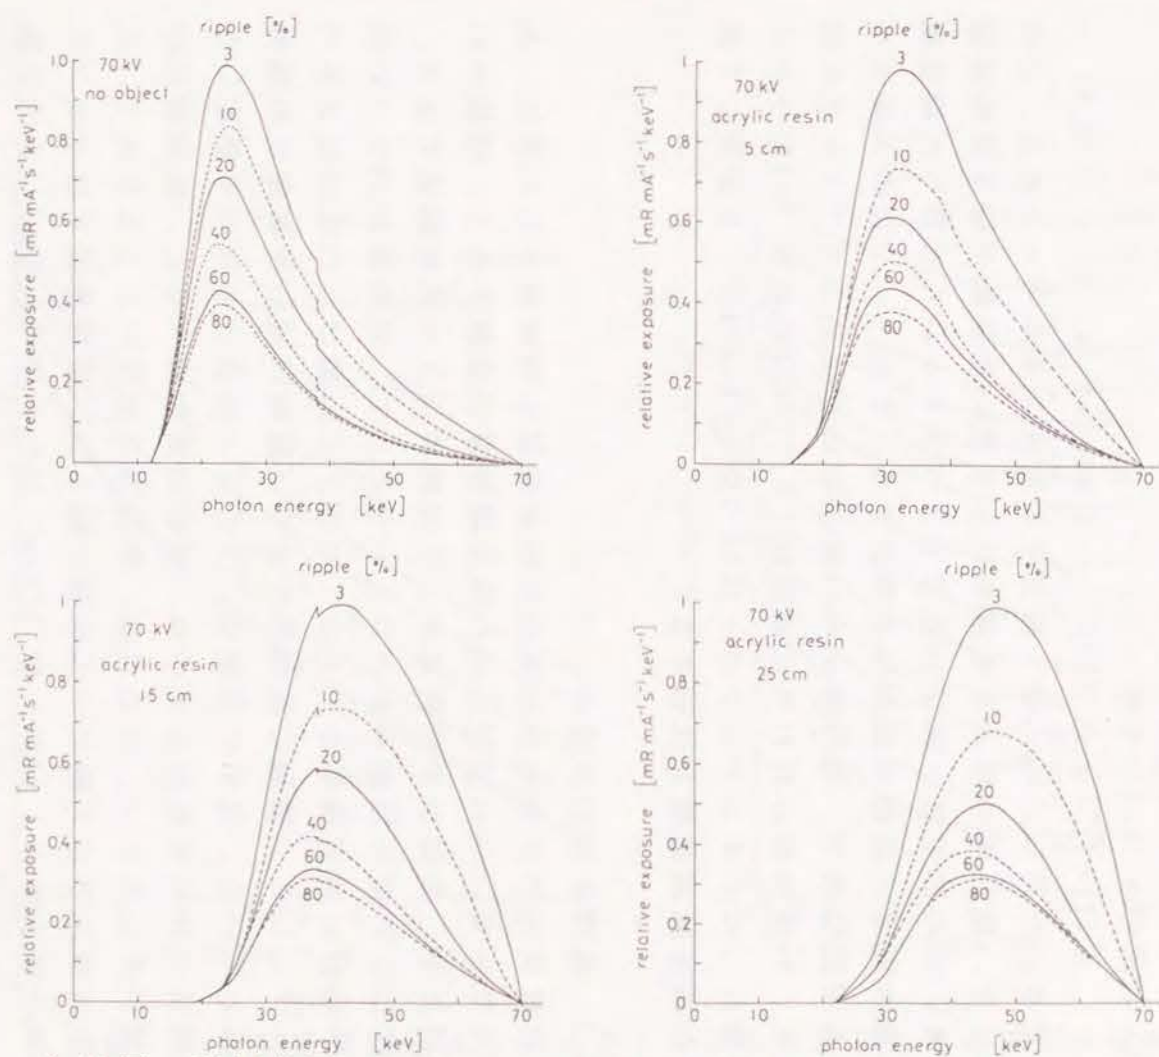 ripple [%]
70 kV
no object
3
10
20
40
60
80
1.0
0.8
0.6
0.4
0.2
0
0 10 30 50 70
relative exposure [mR mA⁻¹ s⁻¹ keV⁻¹]
photon energy [keV]
ripple [%]
70 kV
acrylic resin
5 cm
3
10
20
40
60
80
1
0.8
0.6
0.4
0.2
0
0 10 30 50 70
relative exposure [mR mA⁻¹ s⁻¹ keV⁻¹]
photon energy [keV]
ripple [%]
70 kV
acrylic resin
15 cm
3
10
20
40
60
80
1
0.8
0.6
0.4
0.2
0
0 10 30 50 70
relative exposure [mR mA⁻¹ s⁻¹ keV⁻¹]
photon energy [keV]
ripple [%]
70 kV
acrylic resin
25 cm
3
10
20
40
60
80
1
0.8
0.6
0.4
0.2
0
0 10 30 50 70
relative exposure [mR mA⁻¹ s⁻¹ keV⁻¹]
photon energy [keV]